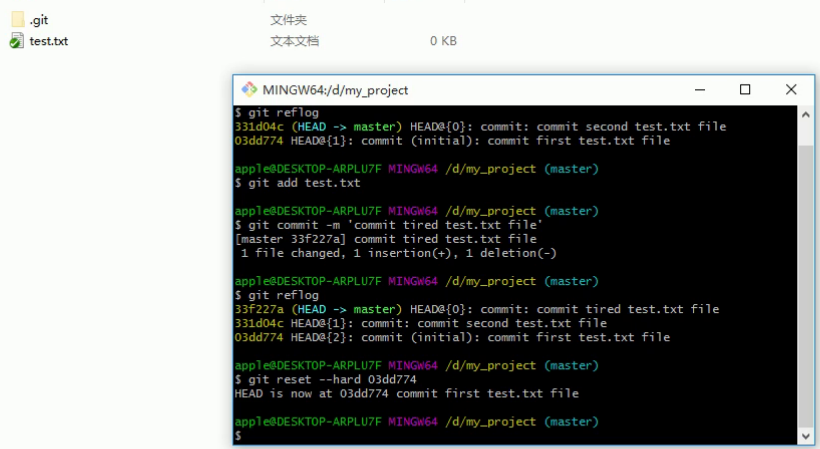 .git 文件夹
test.txt 文本文档 0 KB
MINGW64:/d/my_project
$ git reflog
331d04c (HEAD -> master) HEAD@{0}: commit: commit second test.txt file
03dd774 HEAD@{1}: commit (initial): commit first test.txt file
apple@DESKTOP-ARPLU7F MINGW64 /d/my_project (master)
$ git add test.txt
apple@DESKTOP-ARPLU7F MINGW64 /d/my_project (master)
$ git commit -m 'commit tired test.txt file'
[master 33f227a] commit tired test.txt file
1 file changed, 1 insertion(+), 1 deletion(-)
apple@DESKTOP-ARPLU7F MINGW64 /d/my_project (master)
$ git reflog
33f227a (HEAD -> master) HEAD@{0}: commit: commit tired test.txt file
331d04c HEAD@{1}: commit: commit second test.txt file
03dd774 HEAD@{2}: commit (initial): commit first test.txt file
apple@DESKTOP-ARPLU7F MINGW64 /d/my_project (master)
$ git reset --hard 03dd774
HEAD is now at 03dd774 commit first test.txt file
apple@DESKTOP-ARPLU7F MINGW64 /d/my_project (master)
$